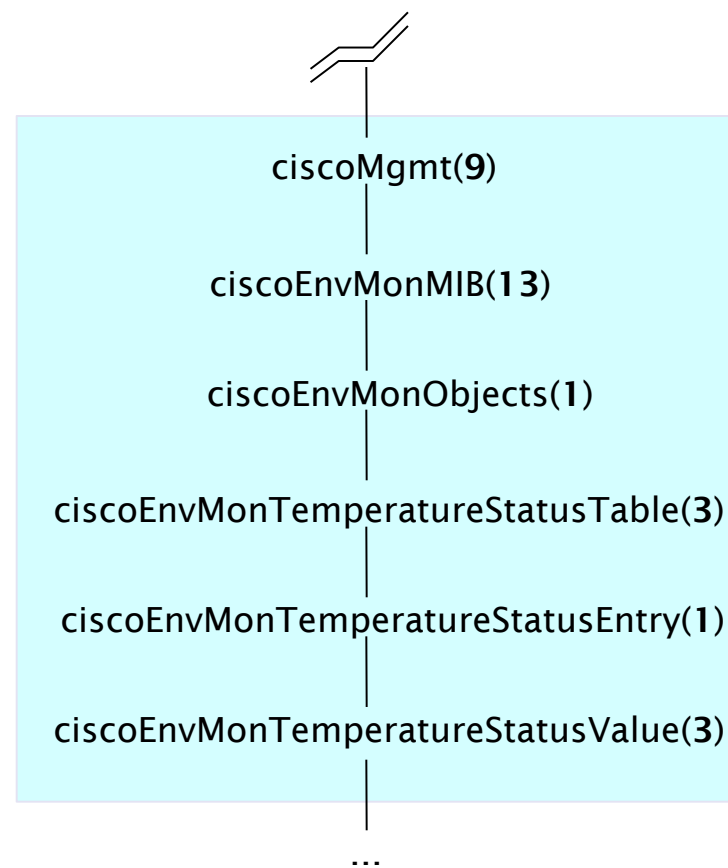 ciscoMgmt(9)
ciscoEnvMonMIB(13)
ciscoEnvMonObjects(1)
ciscoEnvMonTemperatureStatusTable(3)
ciscoEnvMonTemperatureStatusEntry(1)
ciscoEnvMonTemperatureStatusValue(3)
...